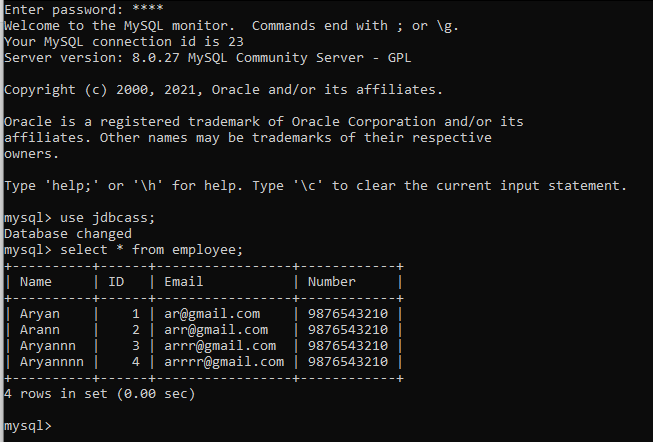 Enter password: ****
Welcome to the MySQL monitor.  Commands end with ; or \g.
Your MySQL connection id is 23
Server version: 8.0.27 MySQL Community Server - GPL

Copyright (c) 2000, 2021, Oracle and/or its affiliates.

Oracle is a registered trademark of Oracle Corporation and/or its
affiliates. Other names may be trademarks of their respective
owners.

Type 'help;' or '\h' for help. Type '\c' to clear the current input statement.

mysql> use jdbcass;
Database changed
mysql> select * from employee;
+----------+------+-----------------+------------+
| Name     | ID   | Email           | Number     |
+----------+------+-----------------+------------+
| Aryan    |    1 | ar@gmail.com    | 9876543210 |
| Arann    |    2 | arr@gmail.com   | 9876543210 |
| Aryannn  |    3 | arrr@gmail.com  | 9876543210 |
| Aryannnn |    4 | arrrr@gmail.com | 9876543210 |
+----------+------+-----------------+------------+
4 rows in set (0.00 sec)

mysql>